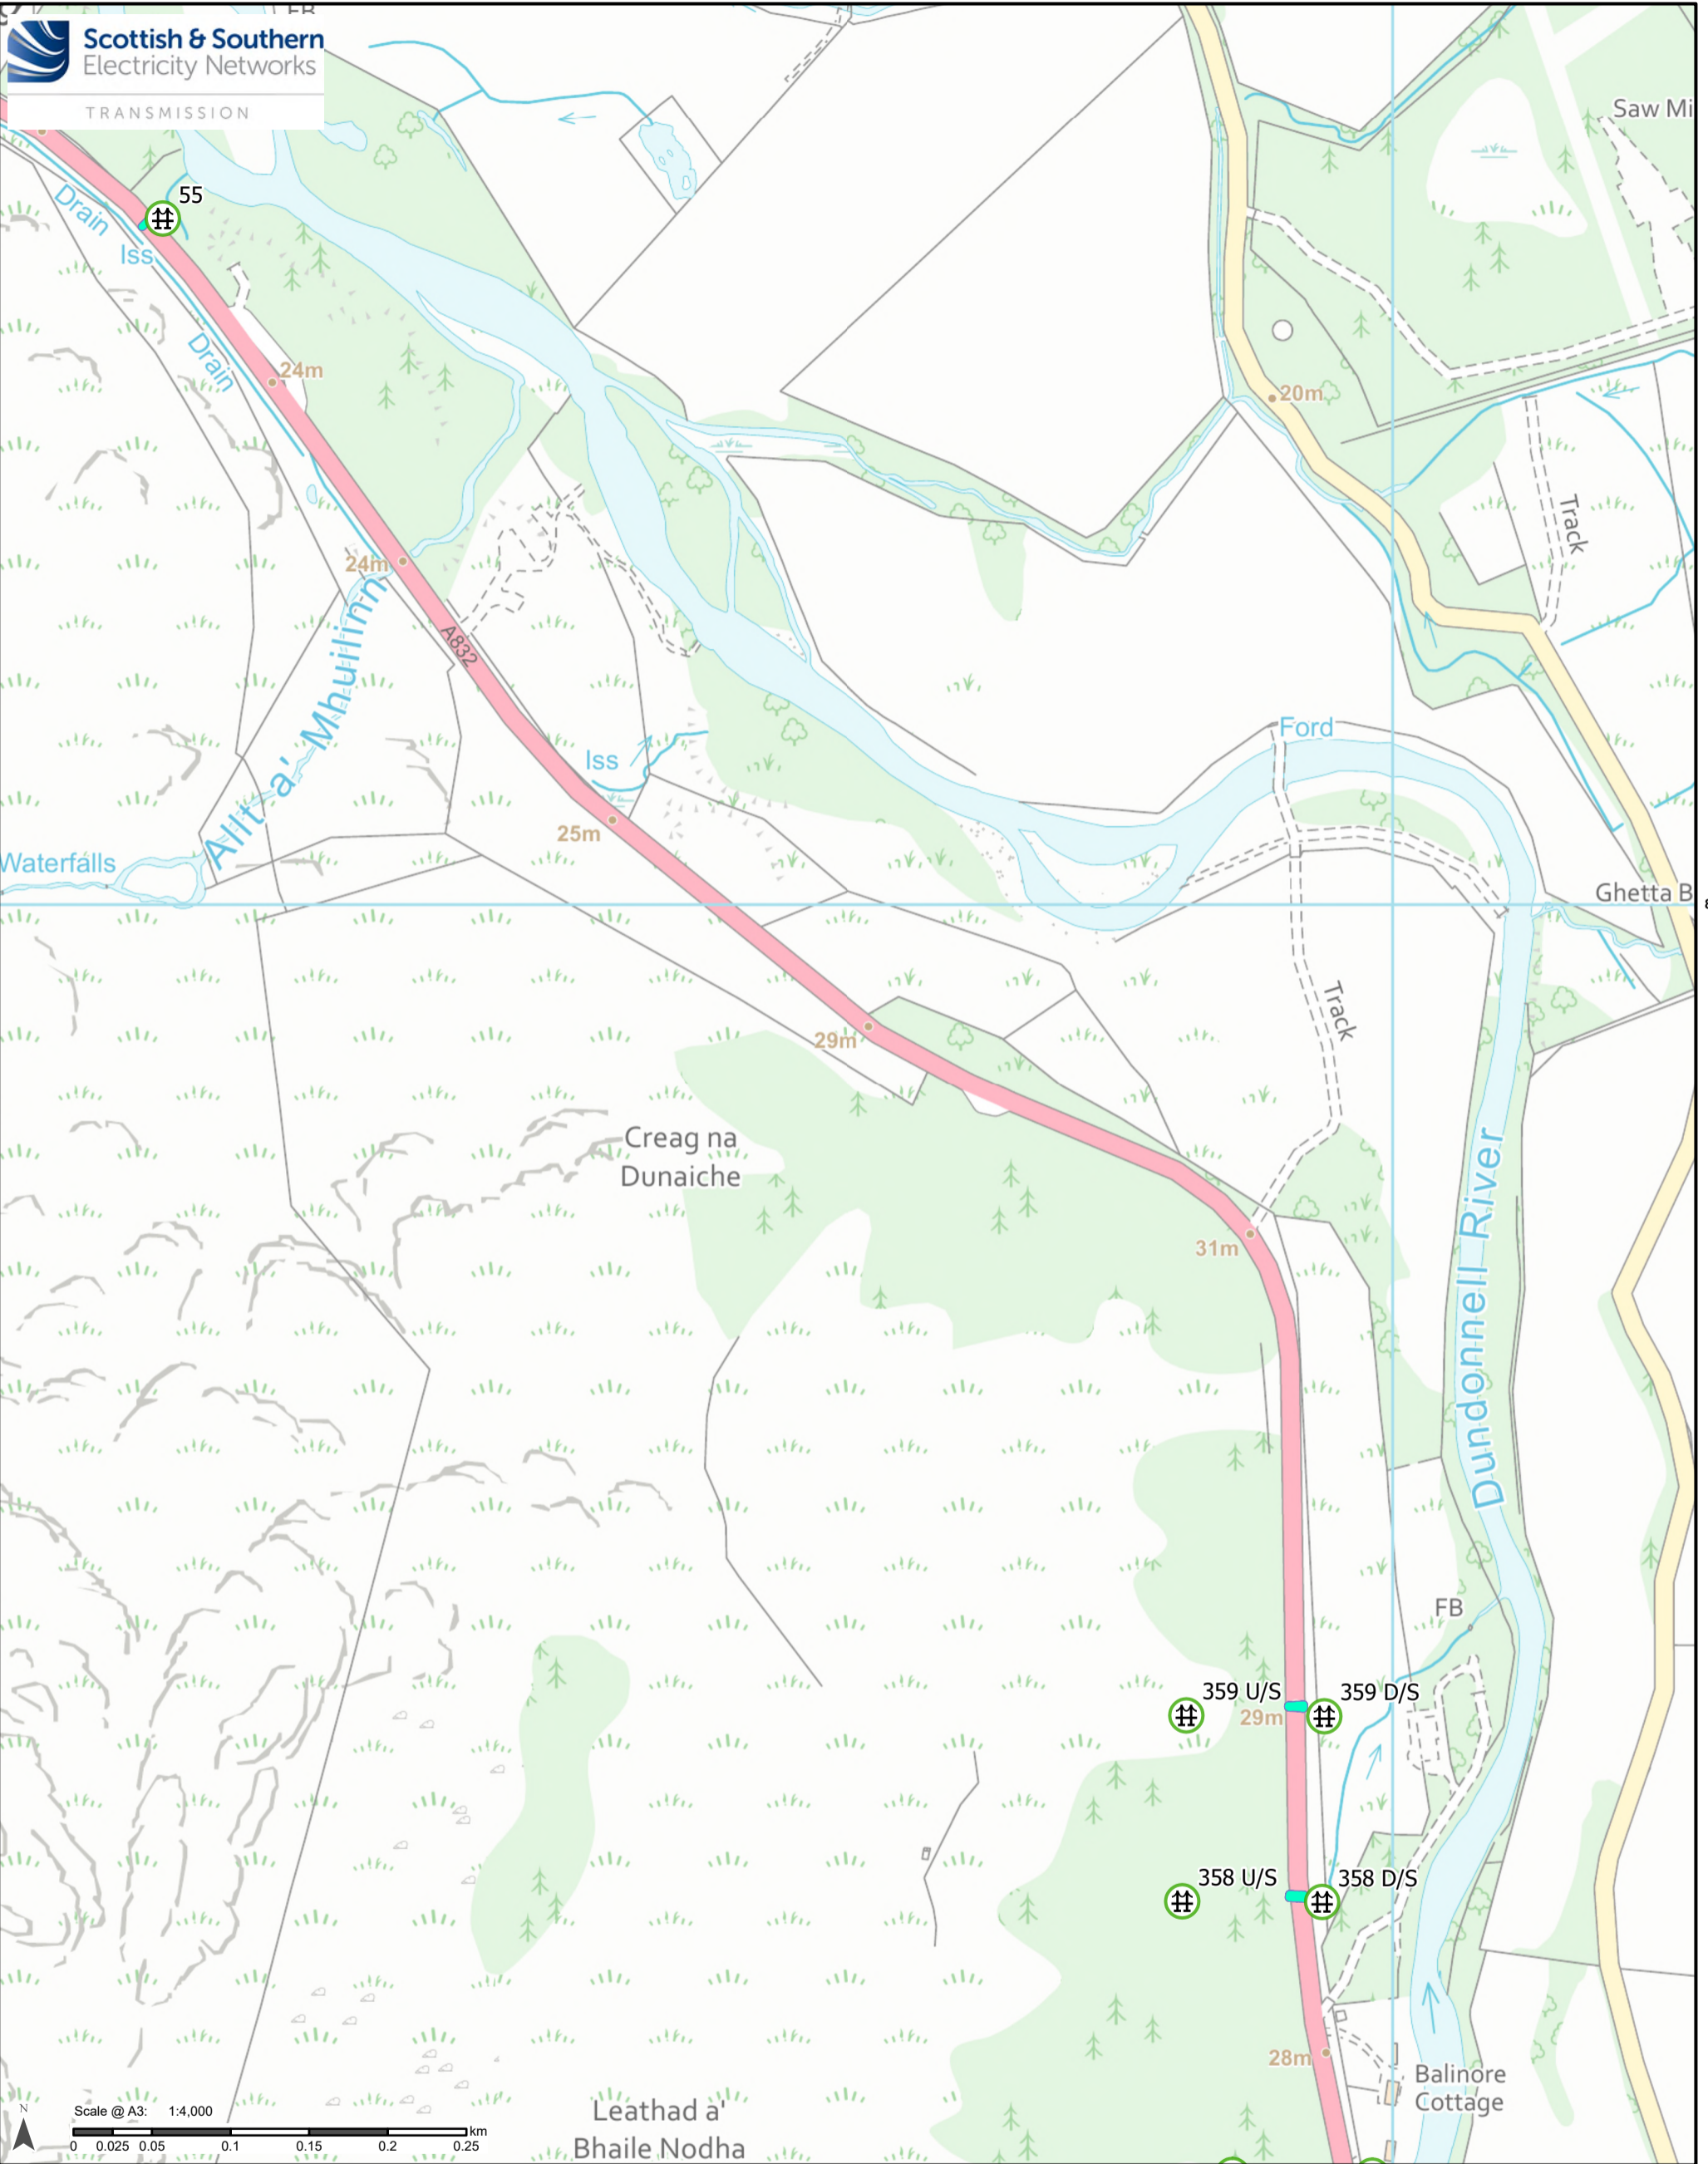 FB
Scottish & Southern
Electricity Networks
TRANSMISSION
Saw Mi
55
Drain
Iss
Drain
24m
20m
Track
24m
A832
Allt a' Mhuilinn
Ford
Iss
25m
Waterfalls
Ghetta B
8
Track
29m
Creag na
Dunaiche
Dundonnell River
31m
FB
359 U/S
359 D/S
29m
358 U/S
358 D/S
28m
Balinore
Cottage
Leathad a'
Bhaile Nodha
N
Scale @ A3: 1:4,000
0 0.025 0.05 0.1 0.15 0.2 0.25 km